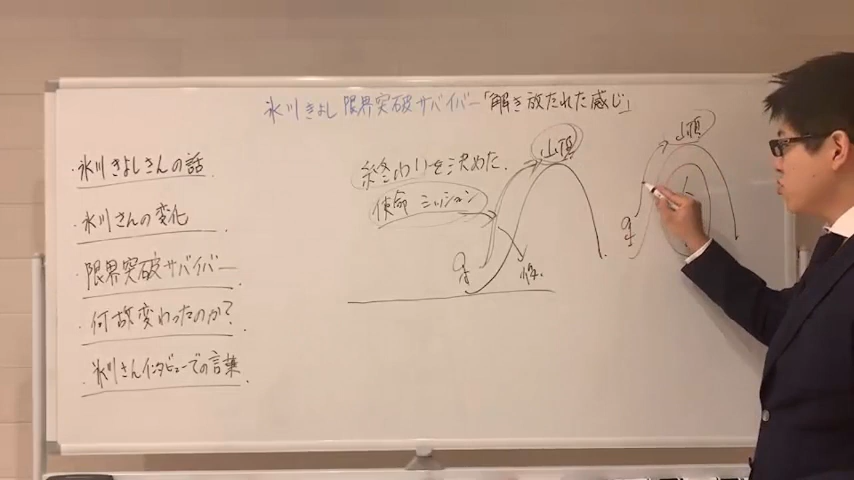 氷川きよし 限界突破サバイバー「解き放たれた感じ」
・氷川きよしさんの話
・氷川さんの変化
・限界突破サバイバー
・何故変わったのか?
・氷川さんインタビューでの言葉
終わりを決めた.
使命 ミッション
山頂
山頂